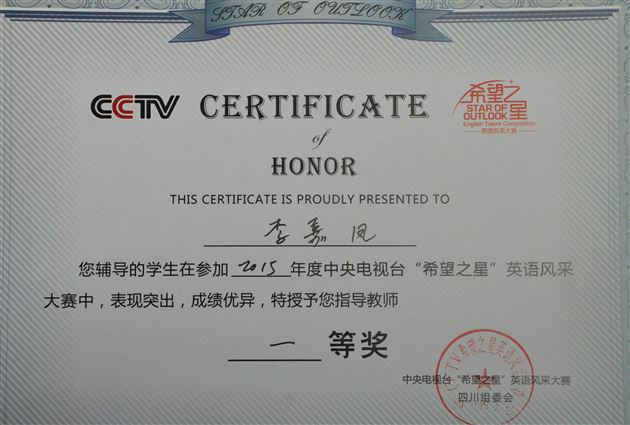 STAR OF OUTLOOK
CCTV CERTIFICATE
of
HONOR
希望之星
STAR OF
OUTLOOK
English Talent Competition
英语风采大赛
THIS CERTIFICATE IS PROUDLY PRESENTED TO
李嘉凤
您辅导的学生在参加2015年度中央电视台“希望之星”英语风采
大赛中，表现突出，成绩优异，特授予您指导教师
一等奖
中央电视台“希望之星”英语风采大赛
四川组委会